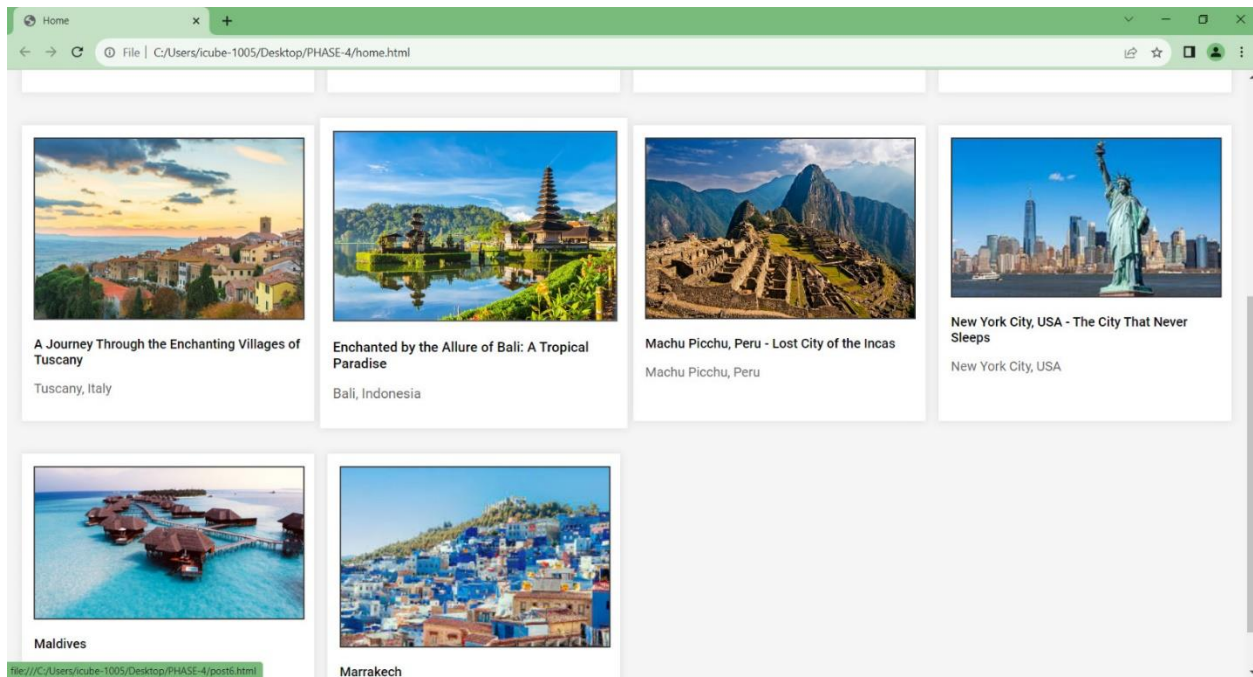 Home
File | C:/Users/icube-1005/Desktop/PHASE-4/home.html
A Journey Through the Enchanting Villages of
Tuscany
Tuscany, Italy
Enchanted by the Allure of Bali: A Tropical
Paradise
Bali, Indonesia
Machu Picchu, Peru - Lost City of the Incas
Machu Picchu, Peru
New York City, USA - The City That Never
Sleeps
New York City, USA
Maldives
Marrakech
file:///C:/Users/icube-1005/Desktop/PHASE-4/post6.html